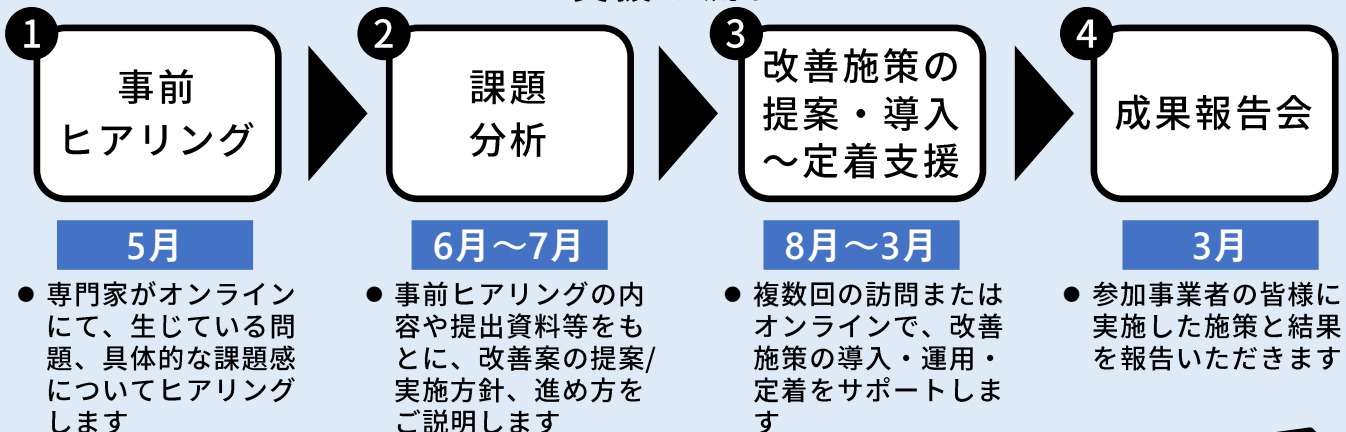 1
事前
ヒアリング
5月
● 専門家がオンライン
にて、生じている問
題、具体的な課題感
についてヒアリング
します
2
課題
分析
6月～7月
● 事前ヒアリングの内
容や提出資料等をも
とに、改善案の提案/
実施方針、進め方を
ご説明します
3
改善施策の
提案・導入
～定着支援
8月～3月
● 複数回の訪問または
オンラインで、改善
施策の導入・運用・
定着をサポートしま
す
4
成果報告会
3月
● 参加事業者の皆様に
実施した施策と結果
を報告いただきます